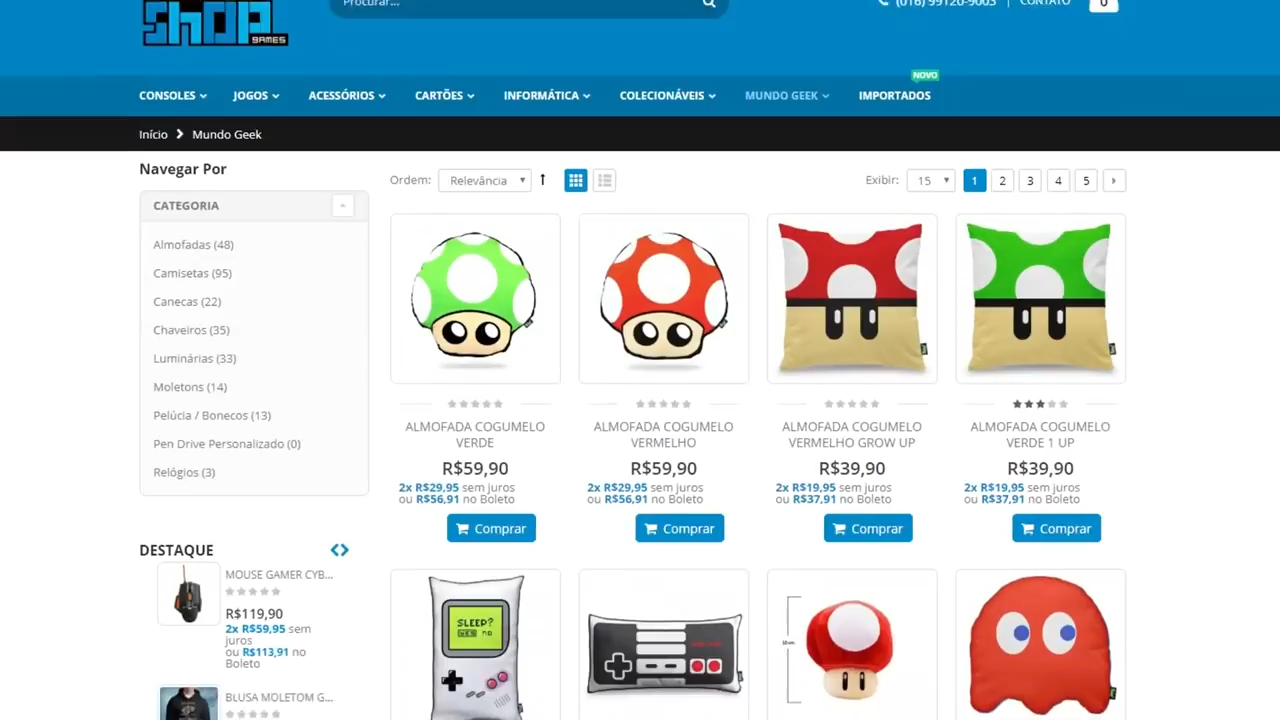 SHOP
GAMES
Procurar...
(016) 99120-9003 | CONTATO
0
NOVO
CONSOLES JOGOS ACESSÓRIOS CARTÕES INFORMÁTICA COLECIONÁVEIS MUNDO GEEK IMPORTADOS
Início Mundo Geek
Navegar Por
CATEGORIA
Almofadas (48)
Camisetas (95)
Canecas (22)
Chaveiros (35)
Luminárias (33)
Moletons (14)
Pelúcia / Bonecos (13)
Pen Drive Personalizado (0)
Relógios (3)
DESTAQUE
MOUSE GAMER CYB...
R$119,90
2x R$59,95 sem
juros
ou R$113,91 no
Boleto
BLUSA MOLETOM G...
Ordem: Relevância
Exibir: 15 1 2 3 4 5
ALMOFADA COGUMELO
VERDE
R$59,90
2x R$29,95 sem juros
ou R$56,91 no Boleto
Comprar
ALMOFADA COGUMELO
VERMELHO
R$59,90
2x R$29,95 sem juros
ou R$56,91 no Boleto
Comprar
ALMOFADA COGUMELO
VERMELHO GROW UP
R$39,90
2x R$19,95 sem juros
ou R$37,91 no Boleto
Comprar
ALMOFADA COGUMELO
VERDE 1 UP
R$39,90
2x R$19,95 sem juros
ou R$37,91 no Boleto
Comprar
SLEEP?
YES no